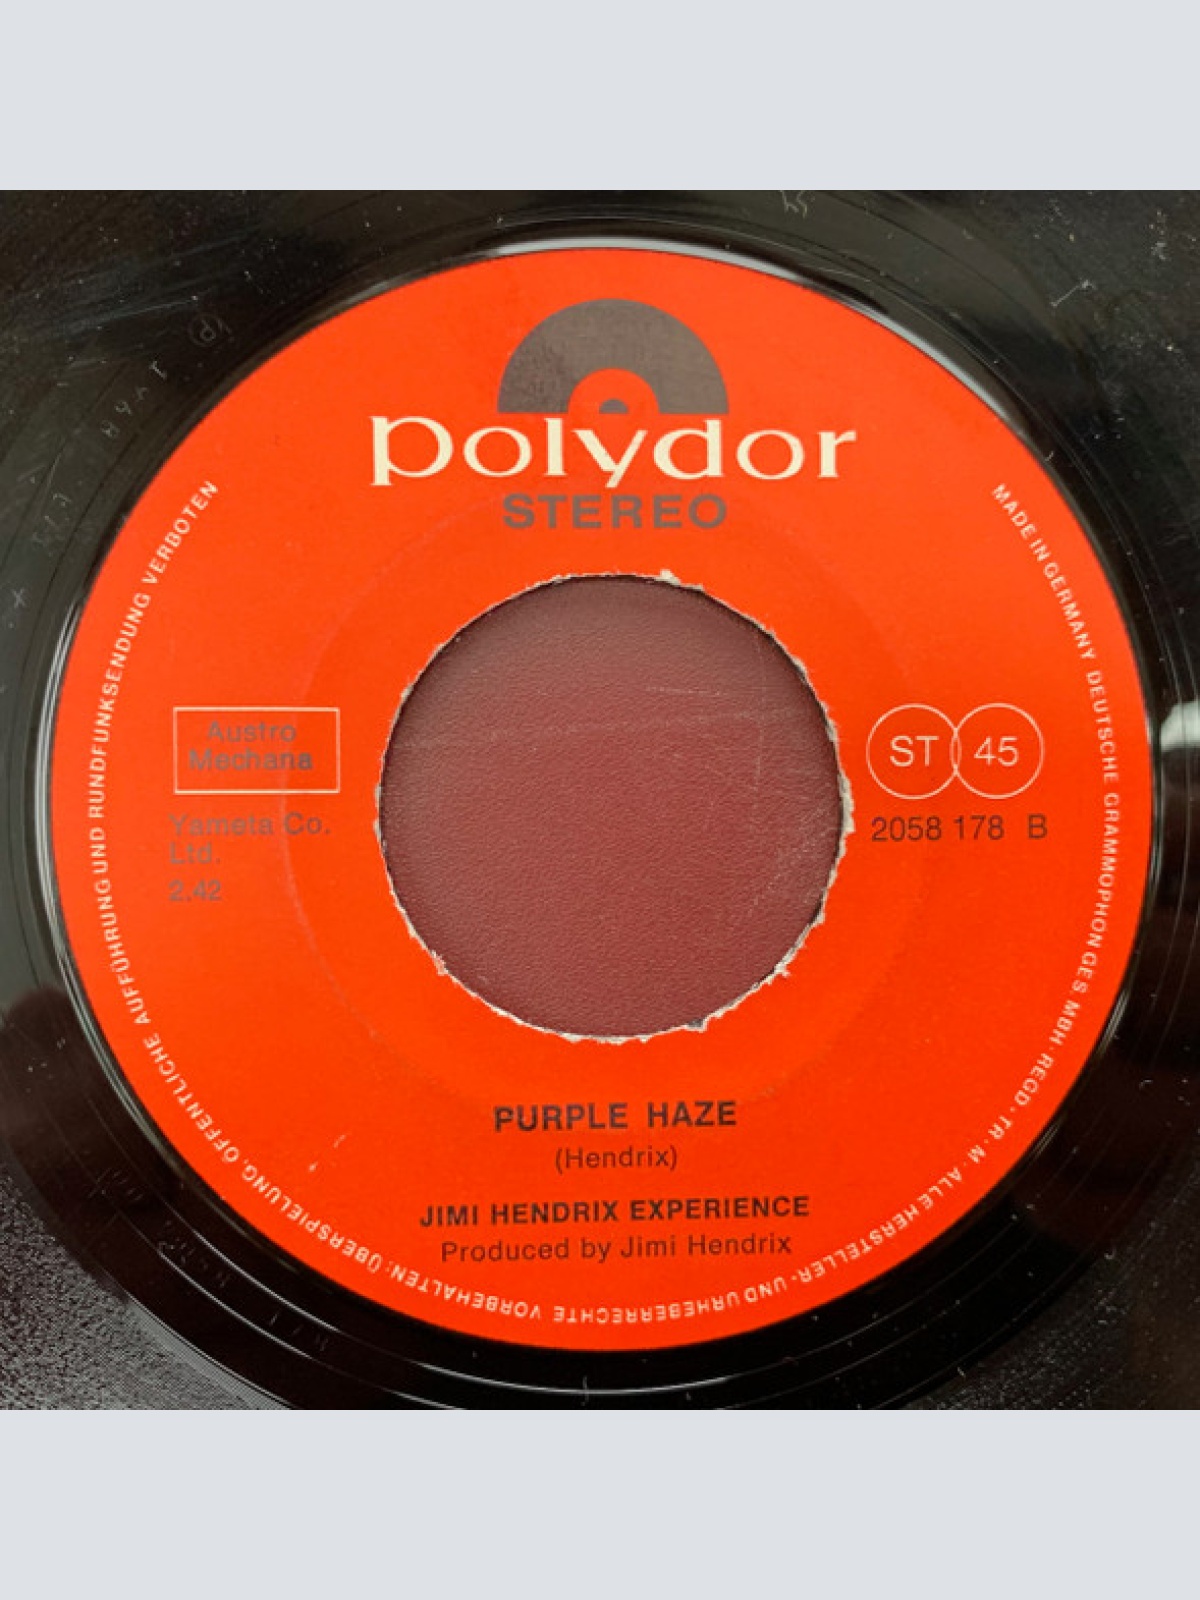 polydor
STEREO
Austro
Mechana
Yameta Co.
Ltd.
2.42
ST 45
2058 178 B
PURPLE HAZE
(Hendrix)
JIMI HENDRIX EXPERIENCE
Produced by Jimi Hendrix
MADE IN GERMANY DEUTSCHE GRAMMOPHON GES. MBH · REGD · TR · M · ALLE HERSTELLER- UND URHEBERRECHTE VORBEHALTEN: ÜBERSPIELUNG, ÖFFENTLICHE AUFFÜHRUNG UND RUNDFUNKSENDUNG VERBOTEN